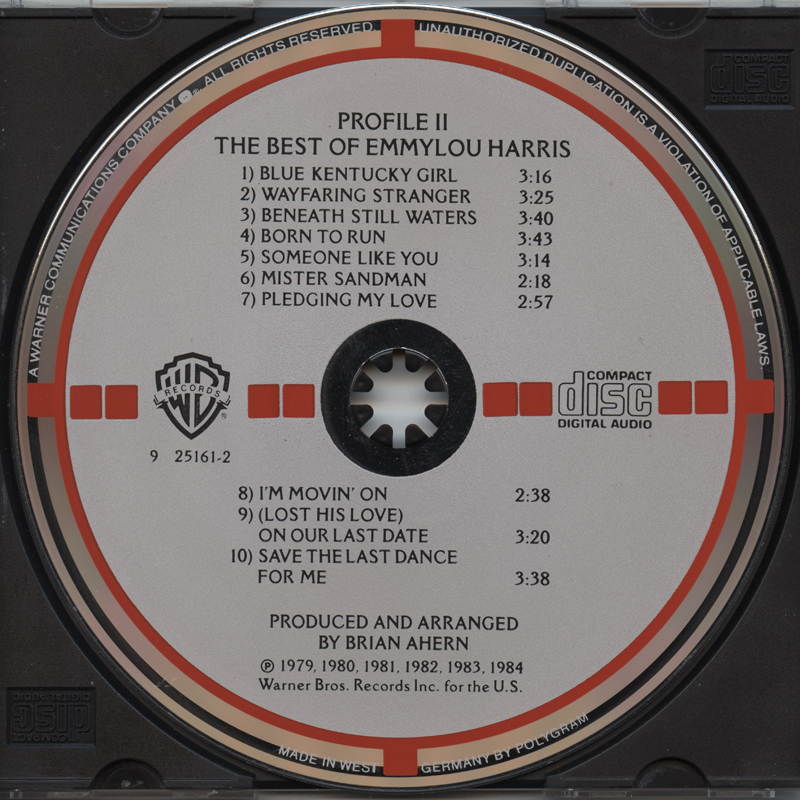 A WARNER COMMUNICATIONS COMPANY ®. ALL RIGHTS RESERVED.
UNAUTHORIZED DUPLICATION IS A VIOLATION OF APPLICABLE LAWS.
COMPACT
disc
DIGITAL AUDIO
PROFILE II
THE BEST OF EMMYLOU HARRIS
1) BLUE KENTUCKY GIRL 3:16
2) WAYFARING STRANGER 3:25
3) BENEATH STILL WATERS 3:40
4) BORN TO RUN 3:43
5) SOMEONE LIKE YOU 3:14
6) MISTER SANDMAN 2:18
7) PLEDGING MY LOVE 2:57
WB
RECORDS
®
COMPACT
disc
DIGITAL AUDIO
9 25161-2
8) I'M MOVIN' ON 2:38
9) (LOST HIS LOVE)
ON OUR LAST DATE 3:20
10) SAVE THE LAST DANCE
FOR ME 3:38
PRODUCED AND ARRANGED
BY BRIAN AHERN
℗ 1979, 1980, 1981, 1982, 1983, 1984
Warner Bros. Records Inc. for the U.S.
COMPACT
disc
DIGITAL AUDIO
MADE IN WEST GERMANY BY POLYGRAM